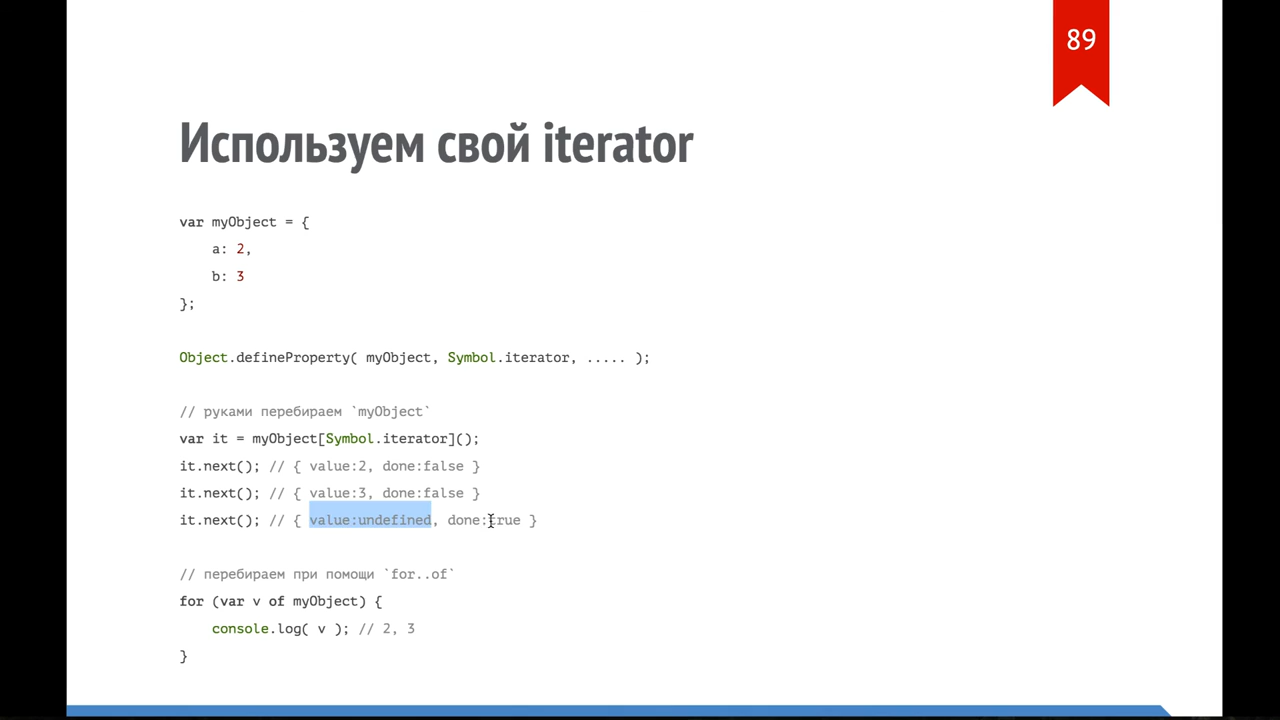 89
Используем свой iterator
var myObject = {
    a: 2,
    b: 3
};
Object.defineProperty( myObject, Symbol.iterator, ..... );
// руками перебираем `myObject`
var it = myObject[Symbol.iterator]();
it.next(); // { value:2, done:false }
it.next(); // { value:3, done:false }
it.next(); // { value:undefined, done:true }
// перебираем при помощи `for..of`
for (var v of myObject) {
    console.log( v ); // 2, 3
}